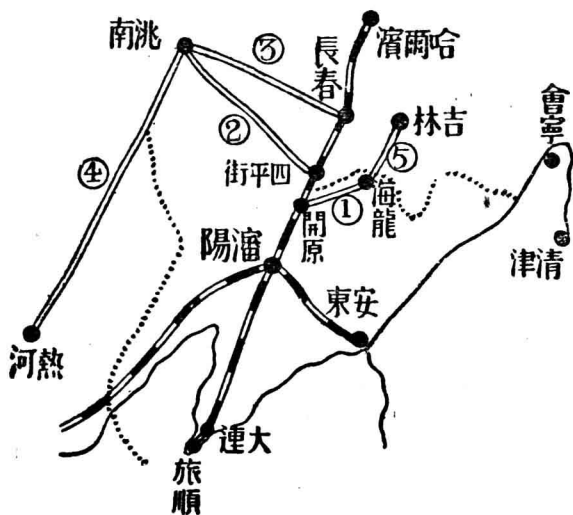 洮南
③
長春
哈爾濱
②
吉林
會寧
④
四平街
⑤
①
海龍
開原
瀋陽
清津
安東
熱河
大連
旅順